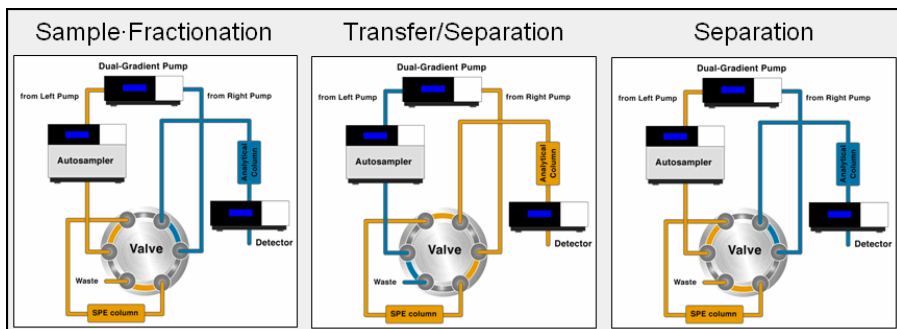 Sample·Fractionation
Dual-Gradient Pump
from Left Pump
from Right Pump
Autosampler
Analytical
Column
Valve
Detector
Waste
SPE column
Transfer/Separation
Dual-Gradient Pump
from Left Pump
from Right Pump
Autosampler
Analytical
Column
Valve
Detector
Waste
SPE column
Separation
Dual-Gradient Pump
from Left Pump
from Right Pump
Autosampler
Analytical
Column
Valve
Detector
Waste
SPE column